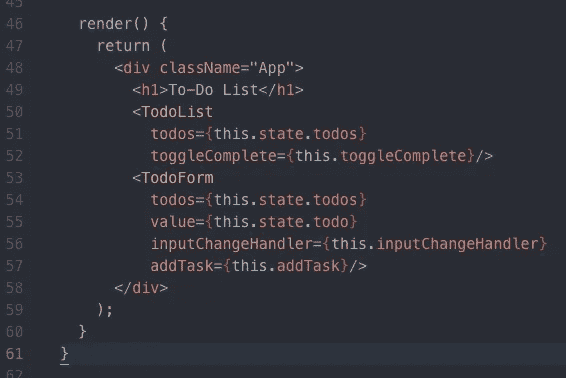 45
46 render() {
47 return (
48 <div className="App">
49 <h1>To-Do List</h1>
50 <TodoList
51 todos={this.state.todos}
52 toggleComplete={this.toggleComplete}/>
53 <TodoForm
54 todos={this.state.todos}
55 value={this.state.todo}
56 inputChangeHandler={this.inputChangeHandler}
57 addTask={this.addTask}/>
58 </div>
59 );
60 }
61 }
62